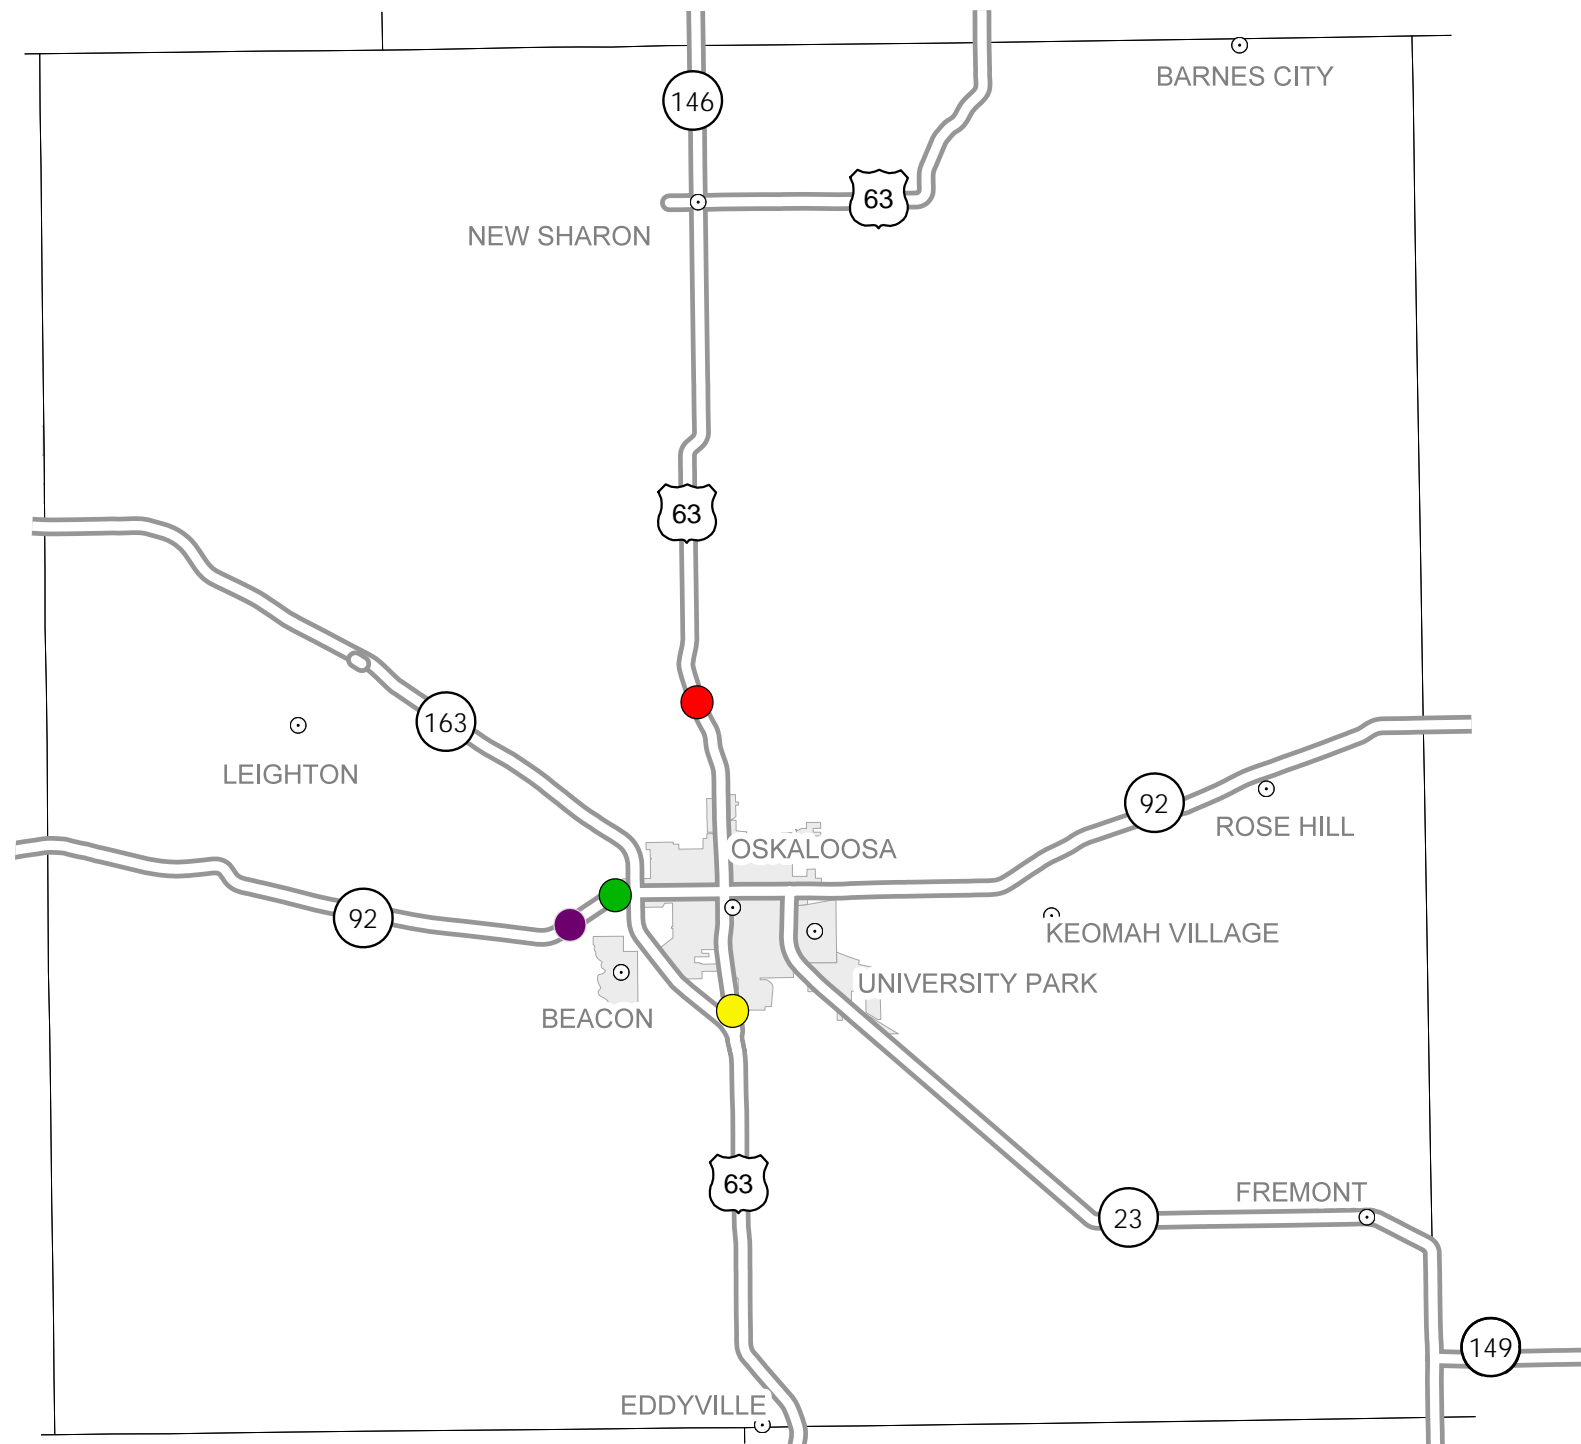 BARNES CITY
146
63
NEW SHARON
63
163
LEIGHTON
92
ROSE HILL
OSKALOOSA
92
KEOMAH VILLAGE
UNIVERSITY PARK
BEACON
63
FREMONT
23
149
EDDYVILLE